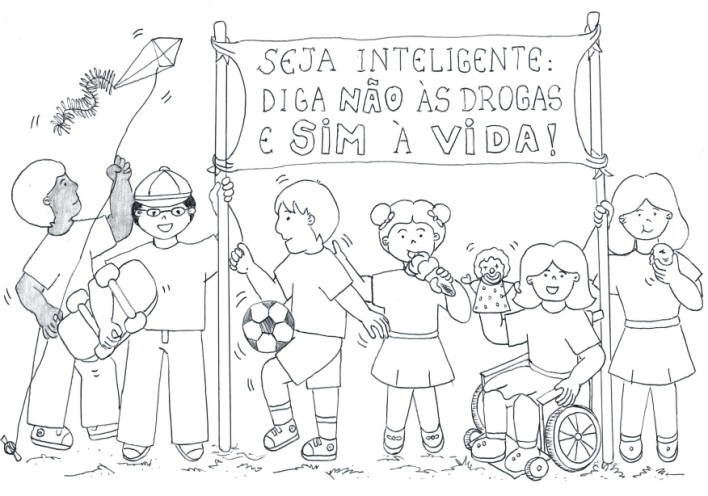 SEJA INTELIGENTE:
DIGA NÃO ÀS DROGAS
E SIM À VIDA!